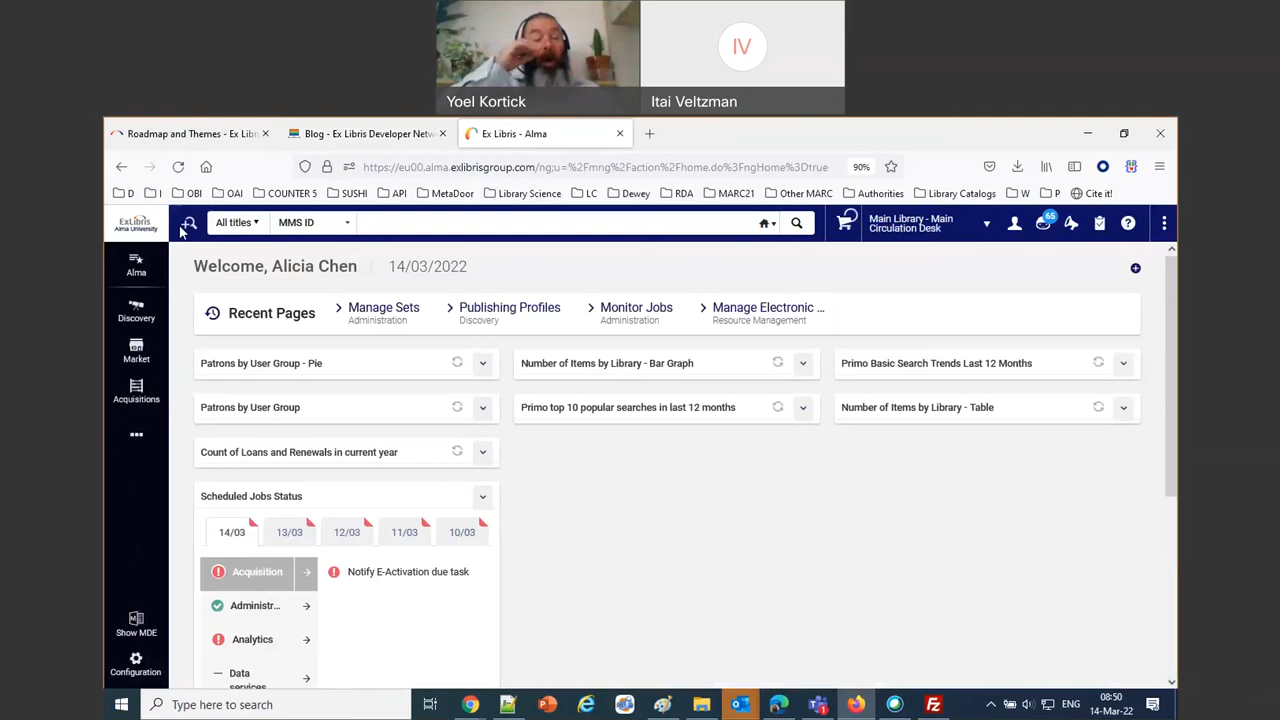 IV
Yoel Kortick
Itai Veltzman
Roadmap and Themes - Ex Libr
Blog - Ex Libris Developer Netw
Ex Libris - Alma
https://eu00.alma.exlibrisgroup.com/ng;u=%2Fmng%2Faction%2Fhome.do%3FngHome%3Dtrue
90%
D
I
OBI
OAI
COUNTER 5
SUSHI
API
MetaDoor
Library Science
LC
Dewey
RDA
MARC21
Other MARC
Authorities
Library Catalogs
W
P
Cite it!
ExLibris
Alma University
All titles
MMS ID
Main Library - Main
Circulation Desk
65
Alma
Discovery
Market
Acquisitions
Show MDE
Configuration
Welcome, Alicia Chen
14/03/2022
Recent Pages
Manage Sets
Administration
Publishing Profiles
Discovery
Monitor Jobs
Administration
Manage Electronic ...
Resource Management
Patrons by User Group - Pie
Number of Items by Library - Bar Graph
Primo Basic Search Trends Last 12 Months
Patrons by User Group
Primo top 10 popular searches in last 12 months
Number of Items by Library - Table
Count of Loans and Renewals in current year
Scheduled Jobs Status
14/03
13/03
12/03
11/03
10/03
Acquisition
Notify E-Activation due task
Administr...
Analytics
Data
services
Type here to search
ENG
08:50
14-Mar-22